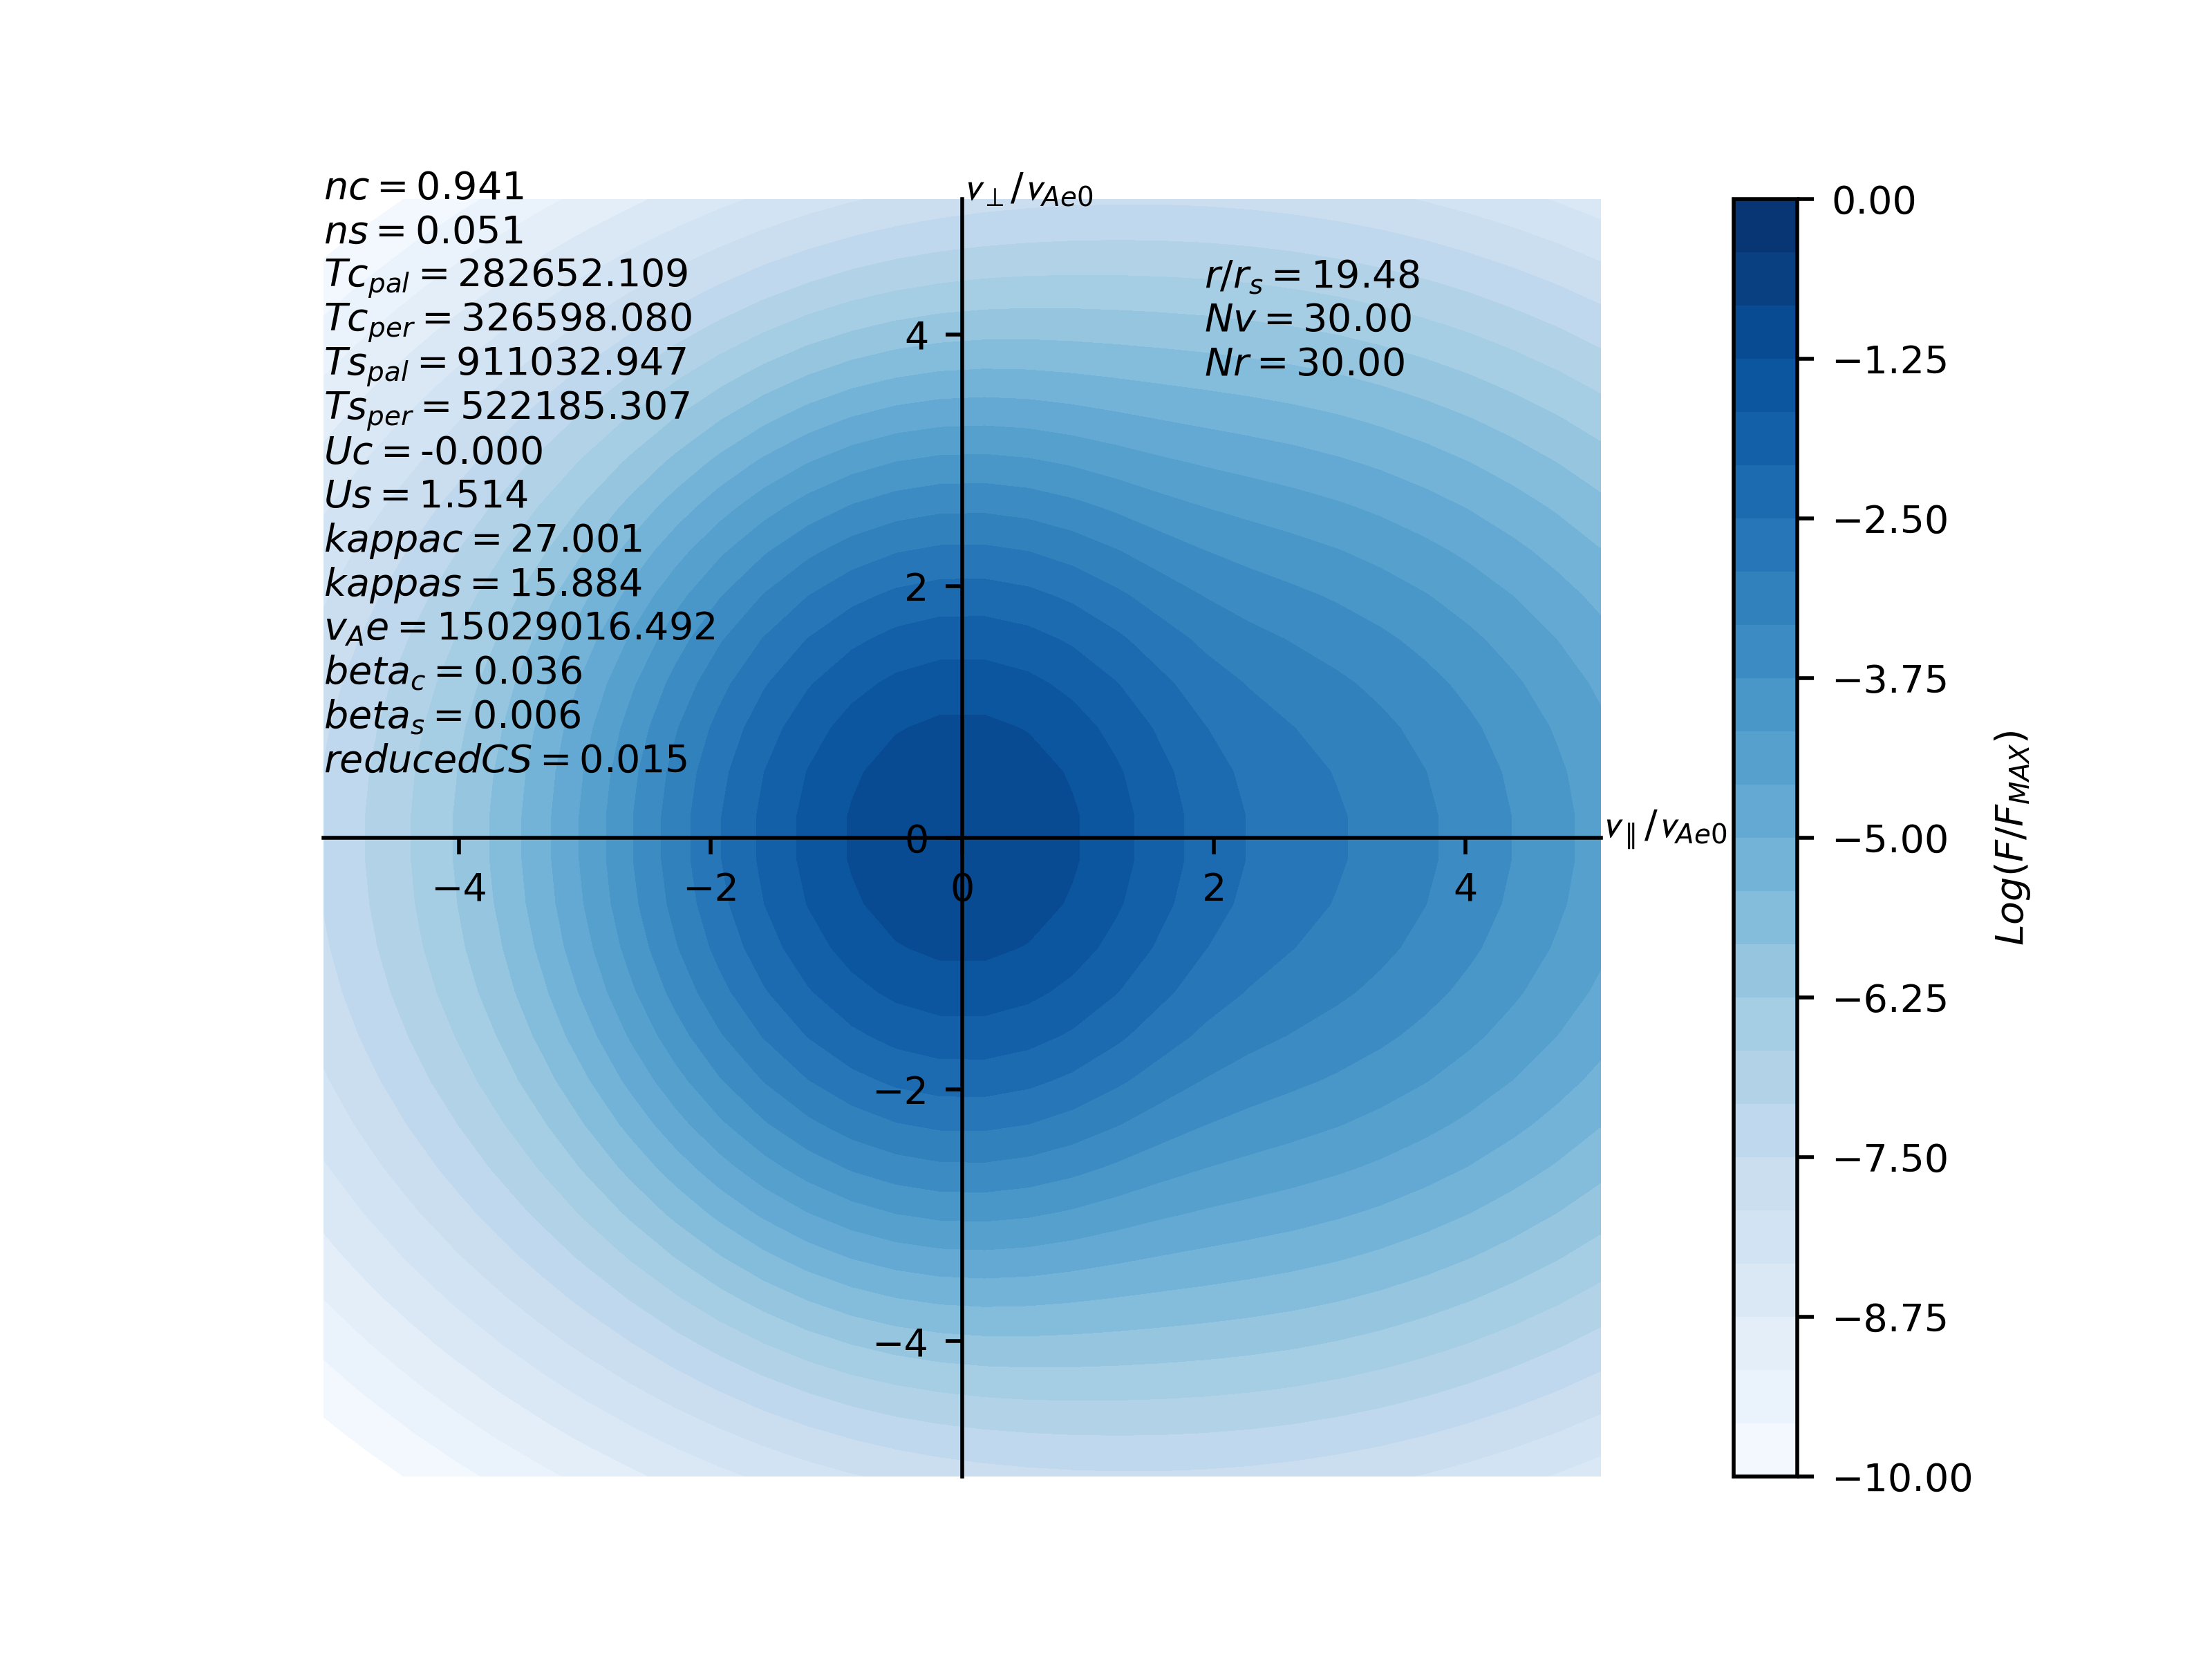 nc = 0.941
ns = 0.051
Tc_pal = 282652.109
Tc_per = 326598.080
Ts_pal = 911032.947
Ts_per = 522185.307
Uc = -0.000
Us = 1.514
kappac = 27.001
kappas = 15.884
v_A e = 15029016.492
beta_c = 0.036
beta_s = 0.006
reducedCS = 0.015
v_⊥/v_Ae0
r/r_s = 19.48
Nv = 30.00
Nr = 30.00
4
2
0
−2
−4
−4 −2 0 2 4
v_∥/v_Ae0
0.00
−1.25
−2.50
−3.75
−5.00
−6.25
−7.50
−8.75
−10.00
Log(F/F_MAX)